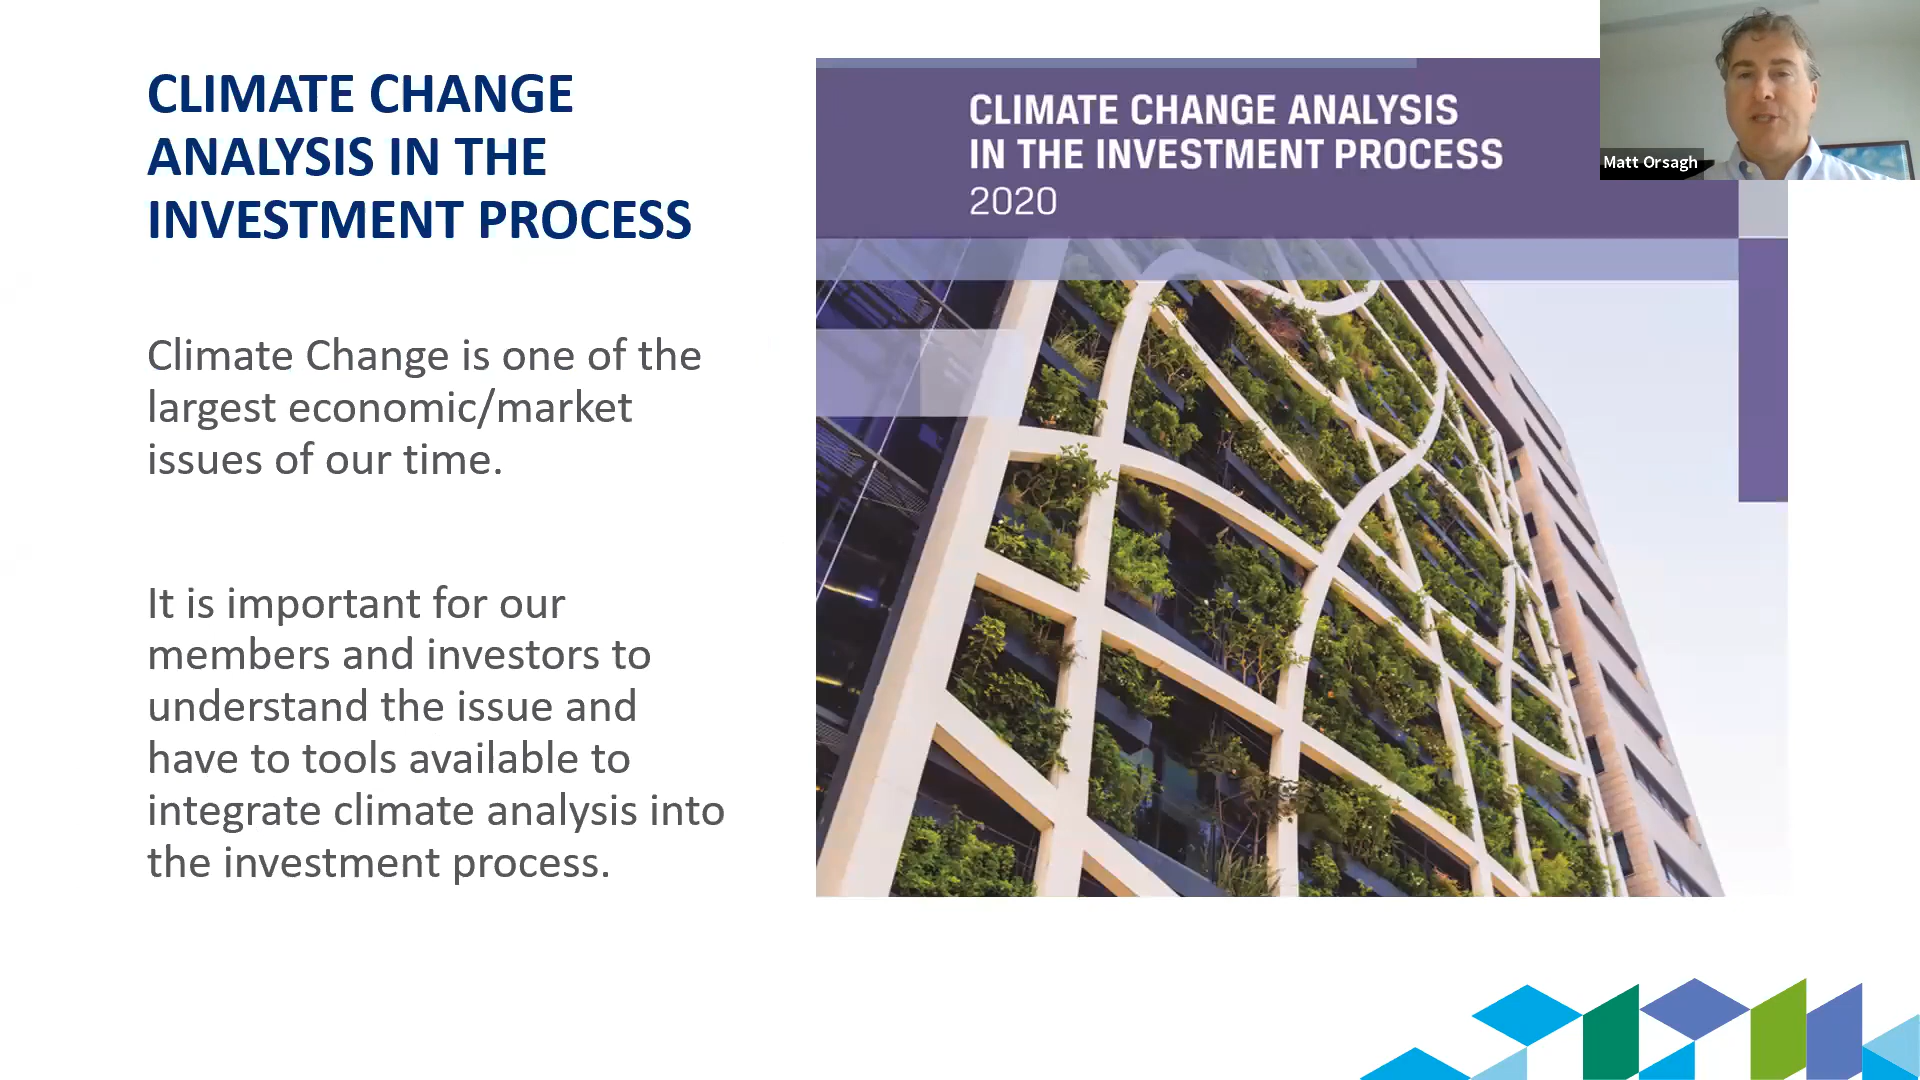 CLIMATE CHANGE
ANALYSIS IN THE
INVESTMENT PROCESS
Climate Change is one of the
largest economic/market
issues of our time.
It is important for our
members and investors to
understand the issue and
have to tools available to
integrate climate analysis into
the investment process.
CLIMATE CHANGE ANALYSIS
IN THE INVESTMENT PROCESS
2020
Matt Orsagh